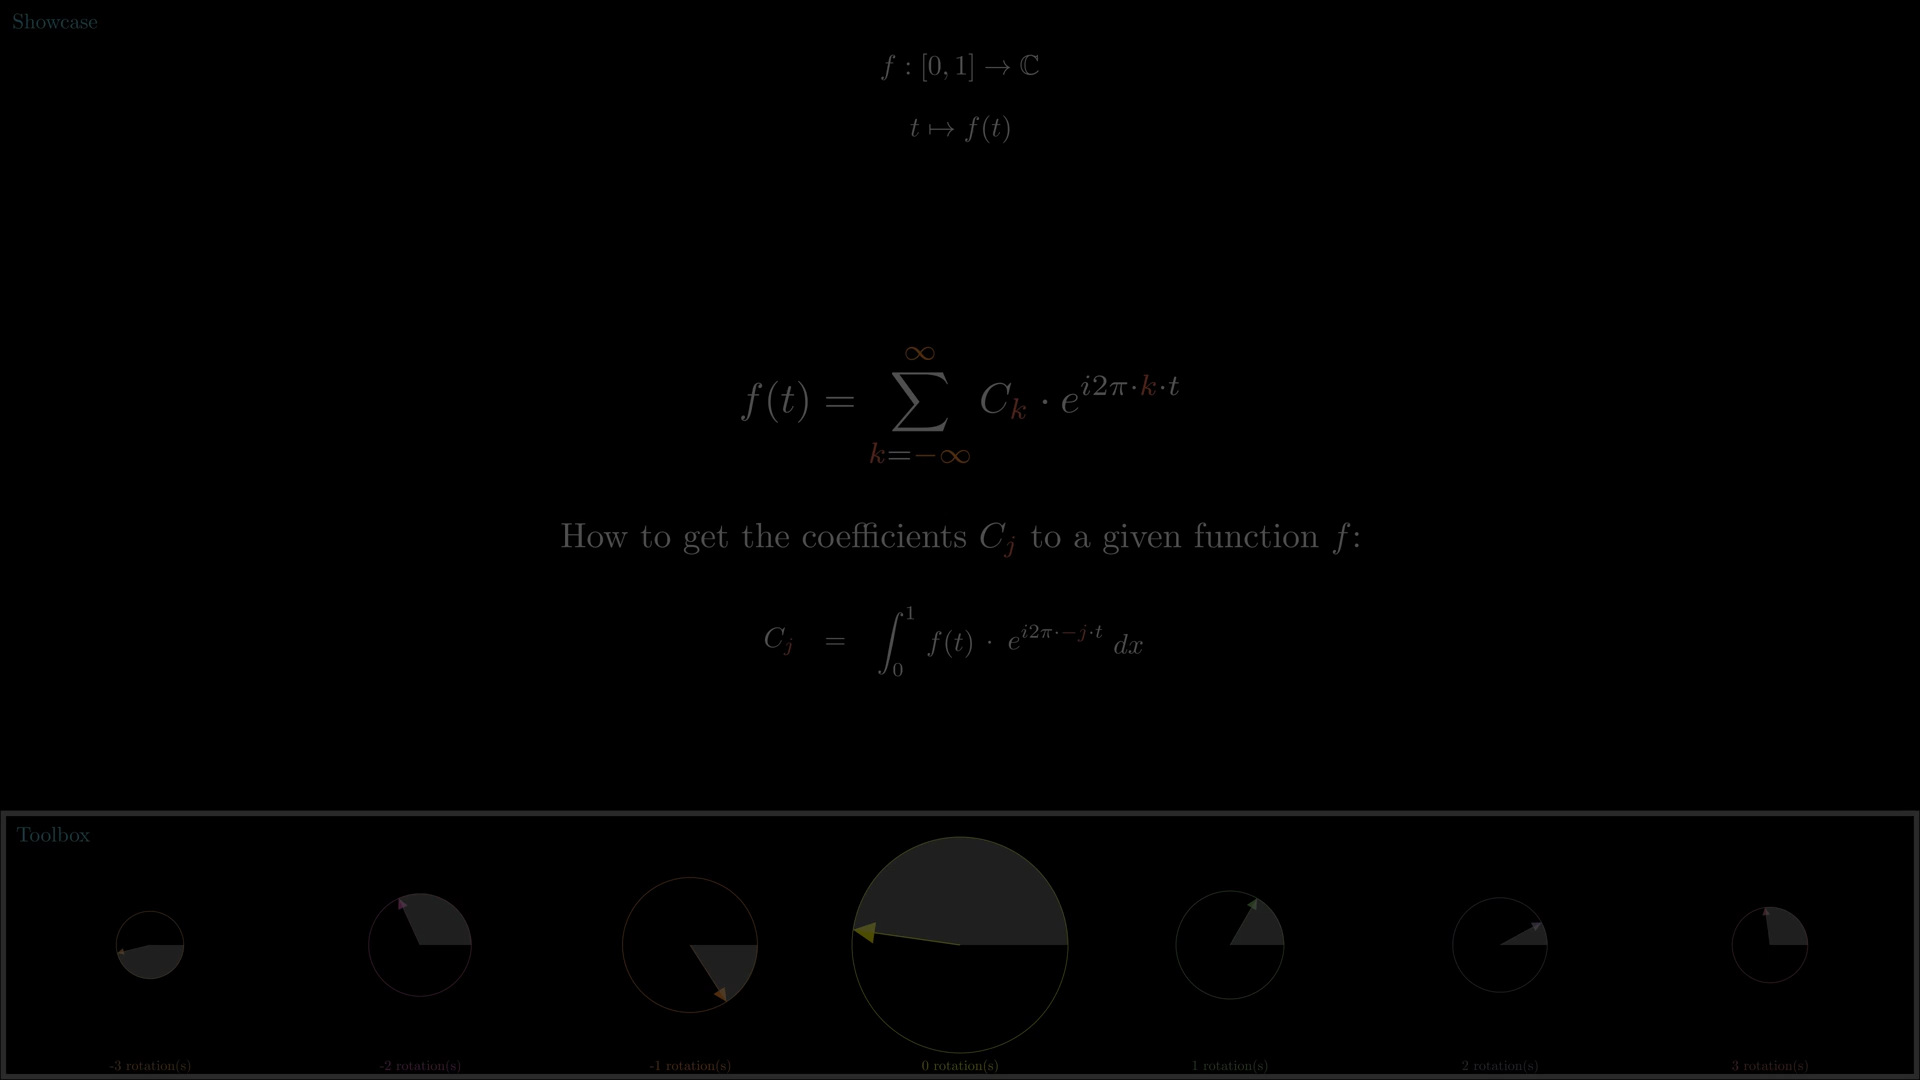 Showcase
f : [0, 1] → ℂ
t ↦ f(t)
f(t) = ∑_{k=-∞}^{∞} C_k · e^{i2π·k·t}
How to get the coefficients C_j to a given function f:
C_j = ∫_0^1 f(t) · e^{i2π·-j·t} dx
Toolbox
-3 rotation(s) -2 rotation(s) -1 rotation(s) 0 rotation(s) 1 rotation(s) 2 rotation(s) 3 rotation(s)